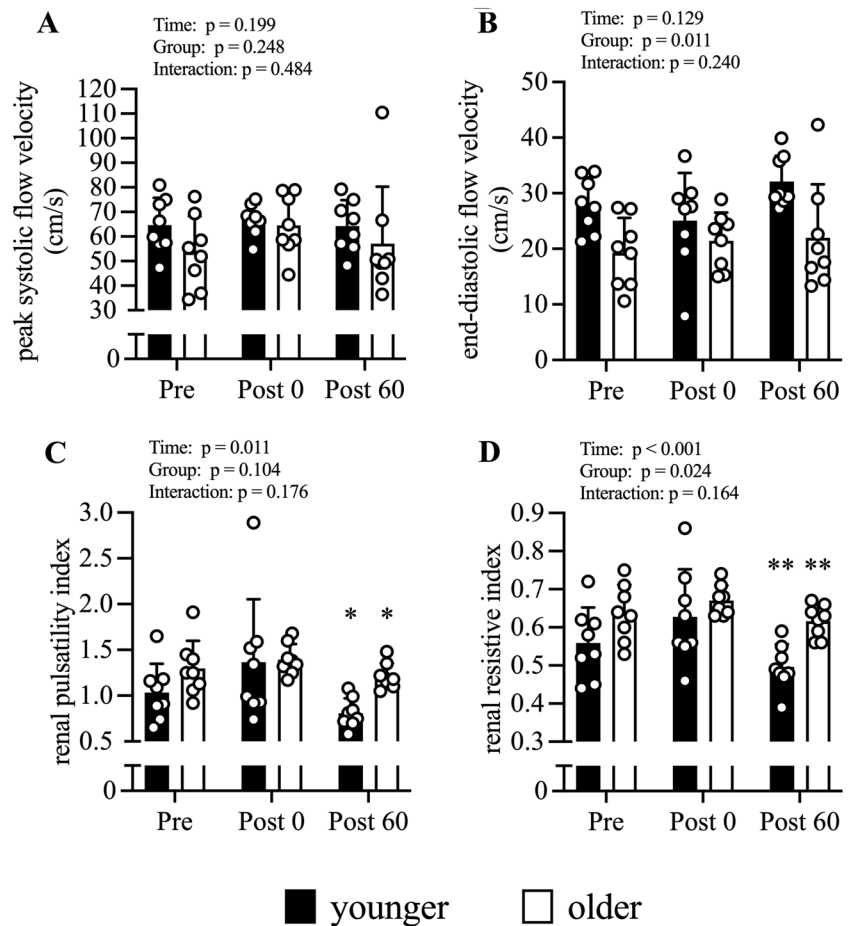 A
Time: p = 0.199
Group: p = 0.248
Interaction: p = 0.484
peak systolic flow velocity
(cm/s)
120
110
100
90
80
70
60
50
40
30
0
Pre
Post 0
Post 60
B
Time: p = 0.129
Group: p = 0.011
Interaction: p = 0.240
end-diastolic flow velocity
(cm/s)
50
40
30
20
10
0
Pre
Post 0
Post 60
C
Time: p = 0.011
Group: p = 0.104
Interaction: p = 0.176
renal pulsatility index
3.0
2.5
2.0
1.5
1.0
0.5
0
* *
Pre
Post 0
Post 60
D
Time: p < 0.001
Group: p = 0.024
Interaction: p = 0.164
renal resistive index
0.9
0.8
0.7
0.6
0.5
0.4
0.3
0
** **
Pre
Post 0
Post 60
younger
older